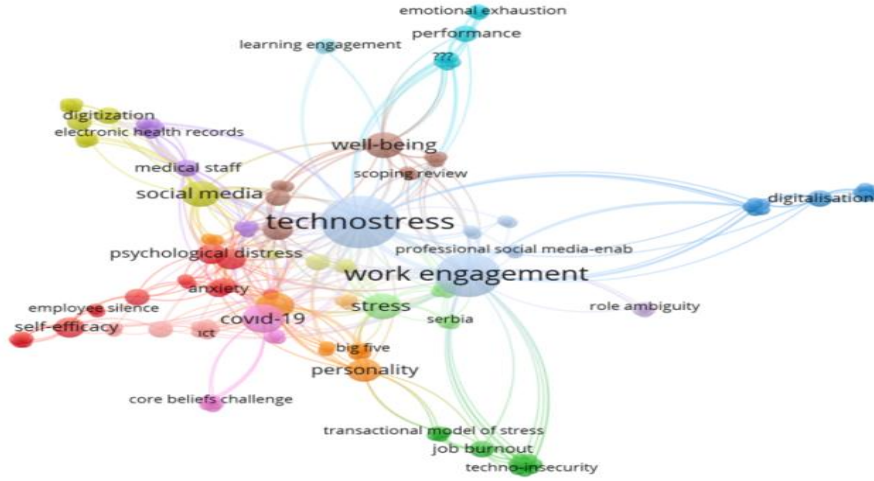 emotional exhaustion
performance
learning engagement
???
digitization
electronic health records
well-being
medical staff
scoping review
social media
digitalisation
technostress
professional social media-enab
psychological distress
work engagement
anxiety
employee silence
stress
role ambiguity
covid-19
serbia
self-efficacy
ict
big five
personality
core beliefs challenge
transactional model of stress
job burnout
techno-insecurity